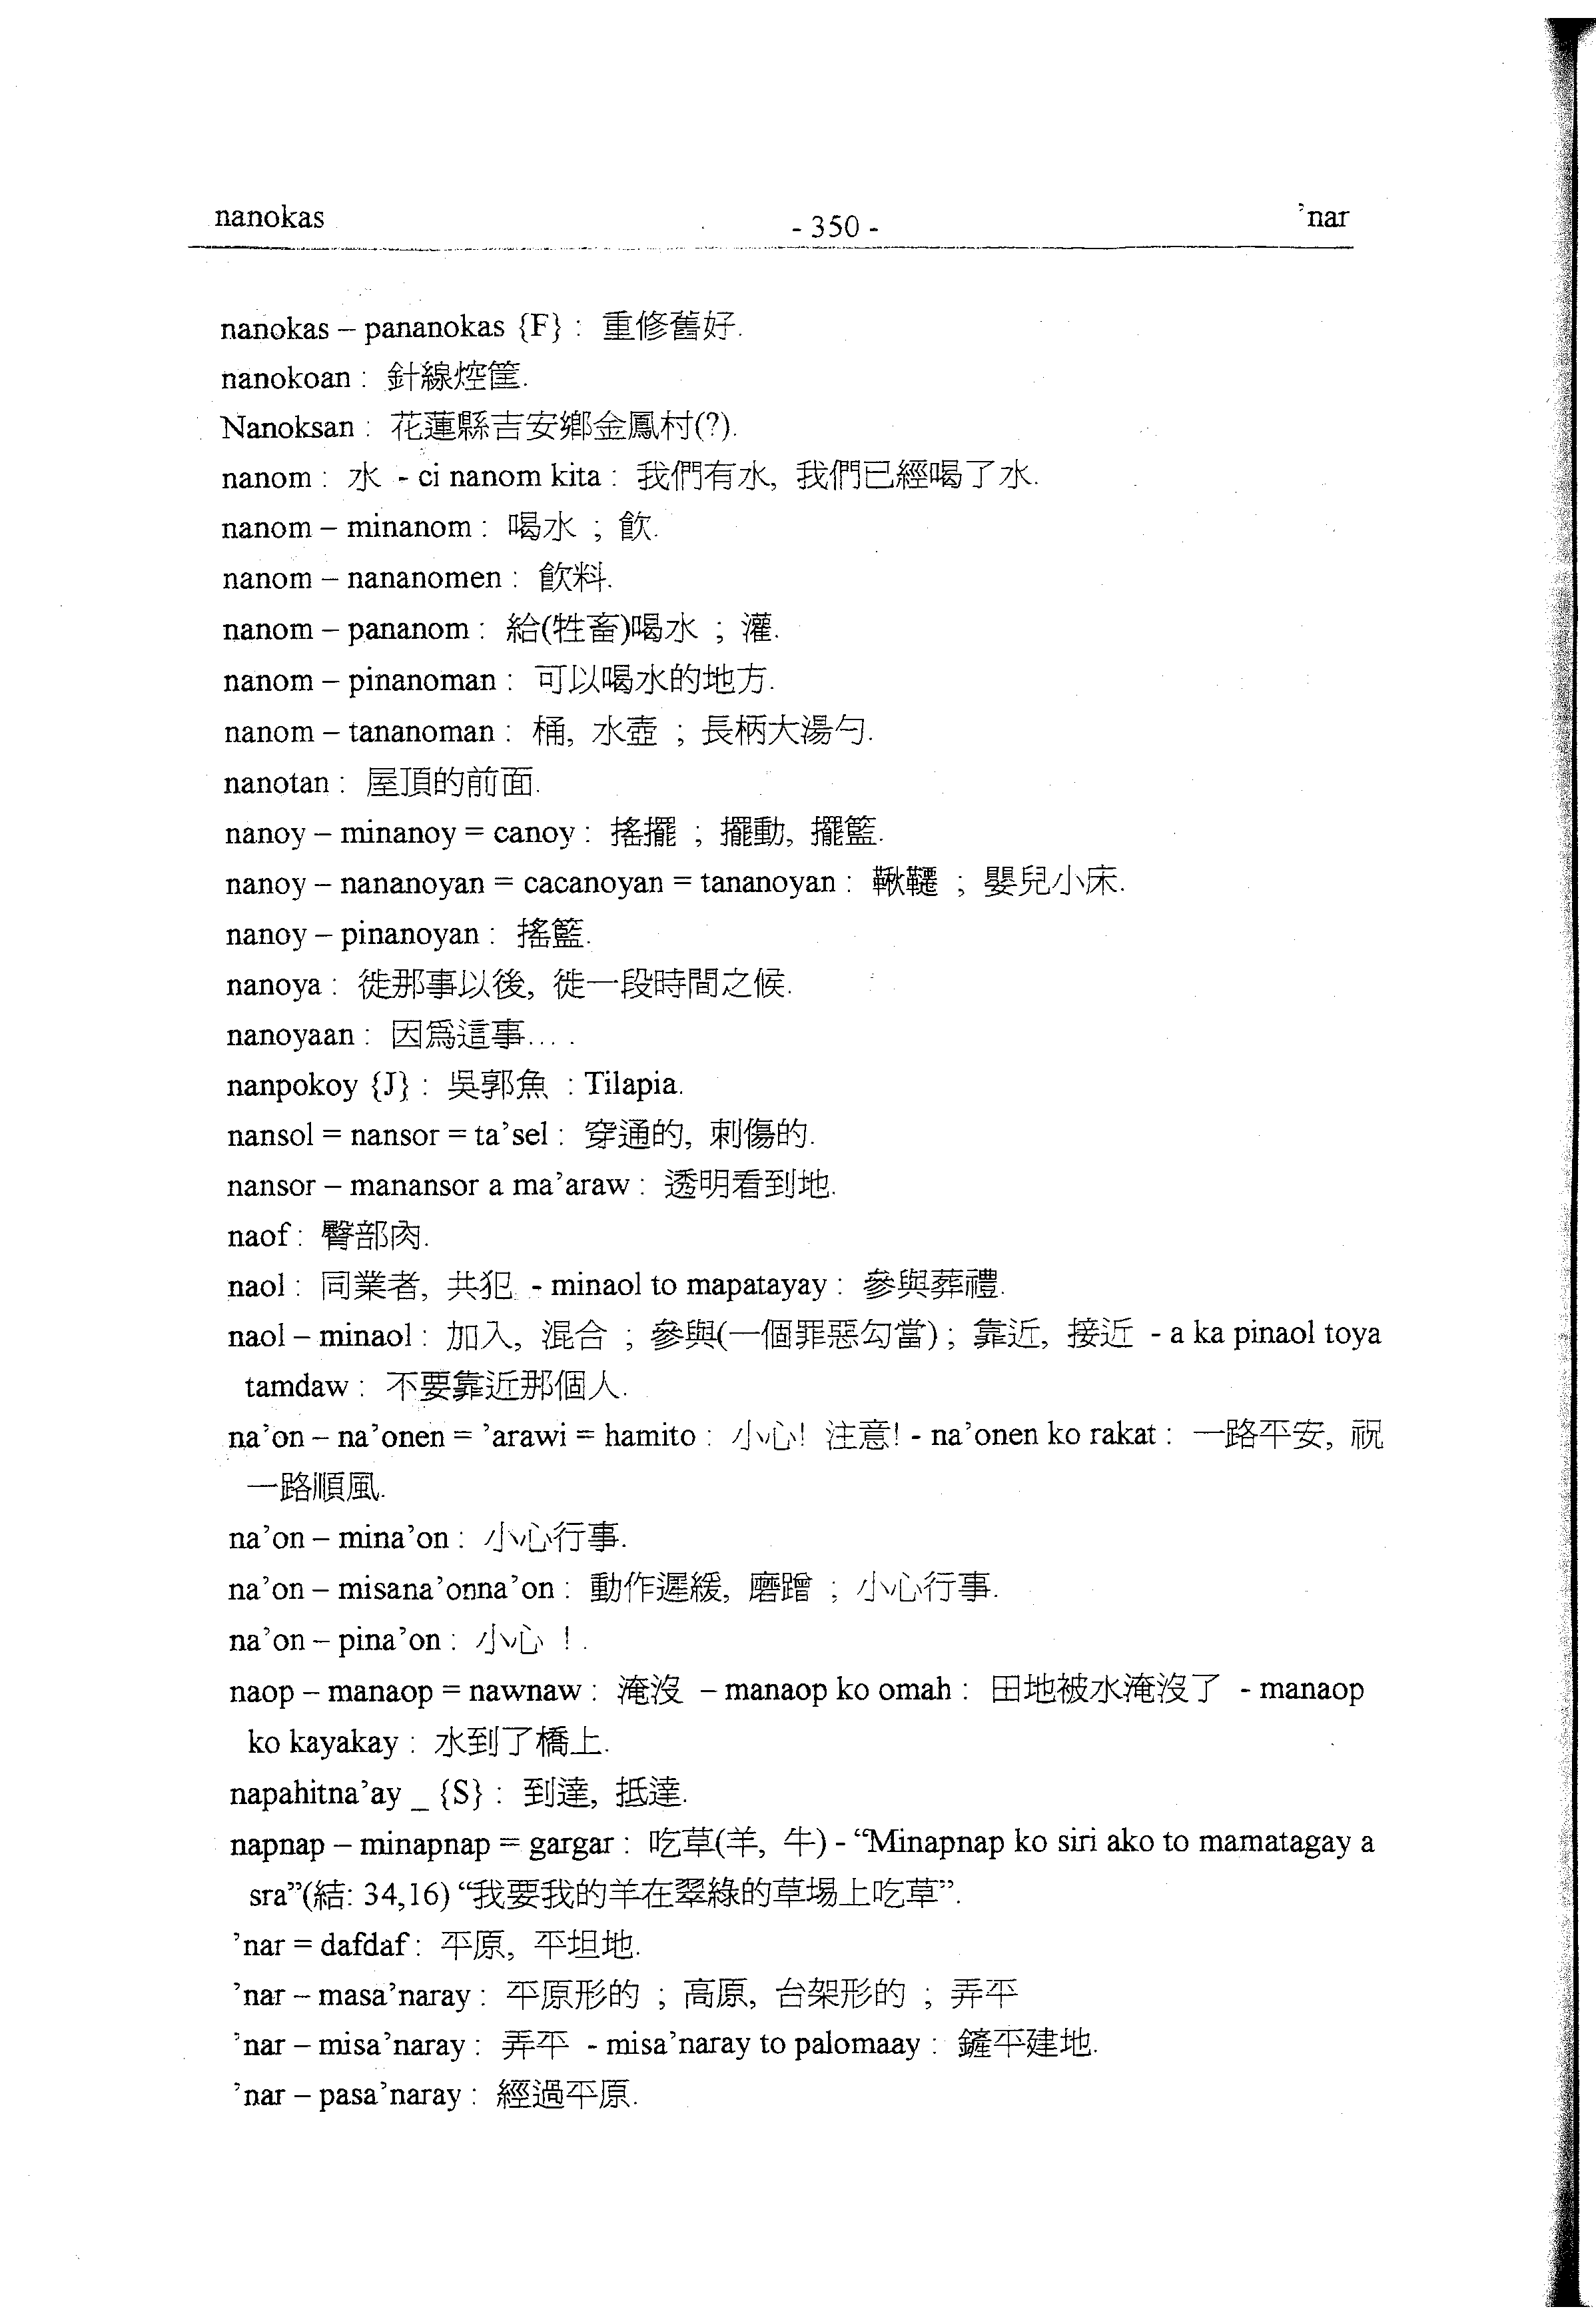 nanokas - 350 - ’nar
nanokas – pananokas {F} : 重修舊好.
nanokoan : 針線焢筐.
Nanoksan : 花蓮縣吉安鄉金鳳村(?).
nanom : 水 - ci nanom kita : 我們有水, 我們已經喝了水.
nanom – minanom : 喝水 ; 飲.
nanom – nananomen : 飲料.
nanom – pananom : 給(牲畜)喝水 ; 灌.
nanom – pinanoman : 可以喝水的地方.
nanom – tananoman : 桶, 水壺 ; 長柄大湯勺.
nanotan : 屋頂的前面.
nanoy – minanoy = canoy : 搖擺 ; 擺動, 擺籃.
nanoy – nananoyan = cacanoyan = tananoyan : 鞦韆 ; 嬰兒小床.
nanoy – pinanoyan : 搖籃.
nanoya : 徙那事以後, 徙一段時間之候.
nanoyaan : 因爲這事... .
nanpokoy {J} : 吳郭魚 : Tilapia.
nansol = nansor = ta’sel : 穿通的, 刺傷的.
nansor – manansor a ma’araw : 透明看到地.
naof : 臀部肉.
naol : 同業者, 共犯. - minaol to mapatayay : 參與葬禮.
naol – minaol : 加入, 混合 ; 參與(一個罪惡勾當) ; 靠近, 接近 - a ka pinaol toya
tamdaw : 不要靠近那個人.
na’on – na’onen = ’arawi = hamito : 小心! 注意! - na’onen ko rakat : 一路平安, 祝
一路順風.
na’on – mina’on : 小心行事.
na’on – misana’onna’on : 動作遲緩, 磨蹭 ; 小心行事.
na’on – pina’on : 小心 ! .
naop – manaop = nawnaw : 淹沒 – manaop ko omah : 田地被水淹沒了 - manaop
ko kayakay : 水到了橋上.
napahitna’ay _ {S} : 到達, 抵達.
napnap – minapnap = gargar : 吃草(羊, 牛) - “Minapnap ko siri ako to mamatagay a
sra”(結: 34,16) “我要我的羊在翠綠的草場上吃草”.
’nar = dafdaf : 平原, 平坦地.
’nar – masa’naray : 平原形的 ; 高原, 台架形的 ; 弄平
’nar – misa’naray : 弄平 - misa’naray to palomaay : 鏟平建地.
’nar – pasa’naray : 經過平原.